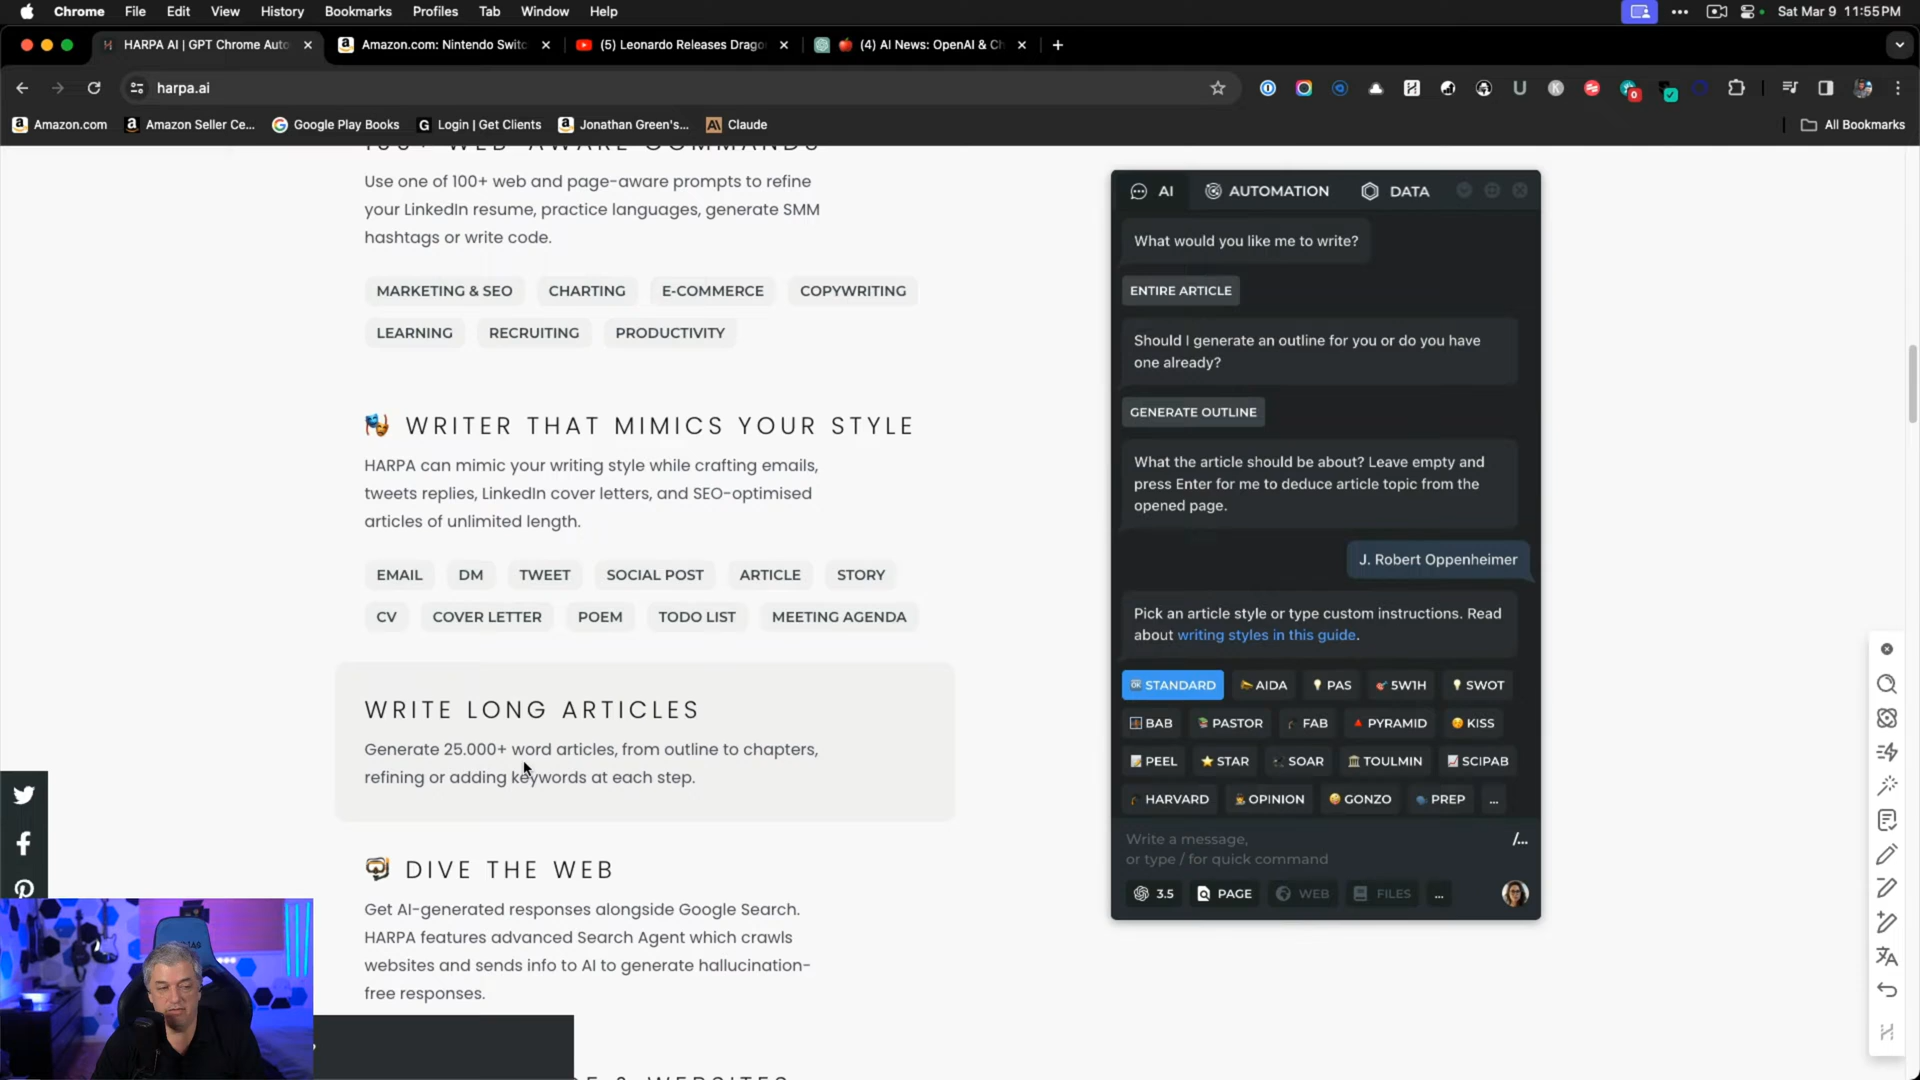 Chrome File Edit View History Bookmarks Profiles Tab Window Help
Sat Mar 9 11:55 PM
HARPA AI | GPT Chrome Auto
Amazon.com: Nintendo Switc
(5) Leonardo Releases Drago
(4) AI News: OpenAI & Ch
harpa.ai
0
Amazon.com
Amazon Seller Ce...
Google Play Books
Login | Get Clients
Jonathan Green's...
Claude
All Bookmarks
100+ WEB-AWARE COMMANDS
Use one of 100+ web and page-aware prompts to refine
your LinkedIn resume, practice languages, generate SMM
hashtags or write code.
MARKETING & SEO CHARTING E-COMMERCE COPYWRITING
LEARNING RECRUITING PRODUCTIVITY
WRITER THAT MIMICS YOUR STYLE
HARPA can mimic your writing style while crafting emails,
tweets replies, LinkedIn cover letters, and SEO-optimised
articles of unlimited length.
EMAIL DM TWEET SOCIAL POST ARTICLE STORY
CV COVER LETTER POEM TODO LIST MEETING AGENDA
WRITE LONG ARTICLES
Generate 25.000+ word articles, from outline to chapters,
refining or adding keywords at each step.
DIVE THE WEB
Get AI-generated responses alongside Google Search.
HARPA features advanced Search Agent which crawls
websites and sends info to AI to generate hallucination-
free responses.
AI AUTOMATION DATA
What would you like me to write?
ENTIRE ARTICLE
Should I generate an outline for you or do you have
one already?
GENERATE OUTLINE
What the article should be about? Leave empty and
press Enter for me to deduce article topic from the
opened page.
J. Robert Oppenheimer
Pick an article style or type custom instructions. Read
about writing styles in this guide.
STANDARD AIDA PAS 5W1H SWOT
BAB PASTOR FAB PYRAMID KISS
PEEL STAR SOAR TOULMIN SCIPAB
HARVARD OPINION GONZO PREP ...
Write a message,
or type / for quick command
/...
3.5 PAGE WEB FILES ...